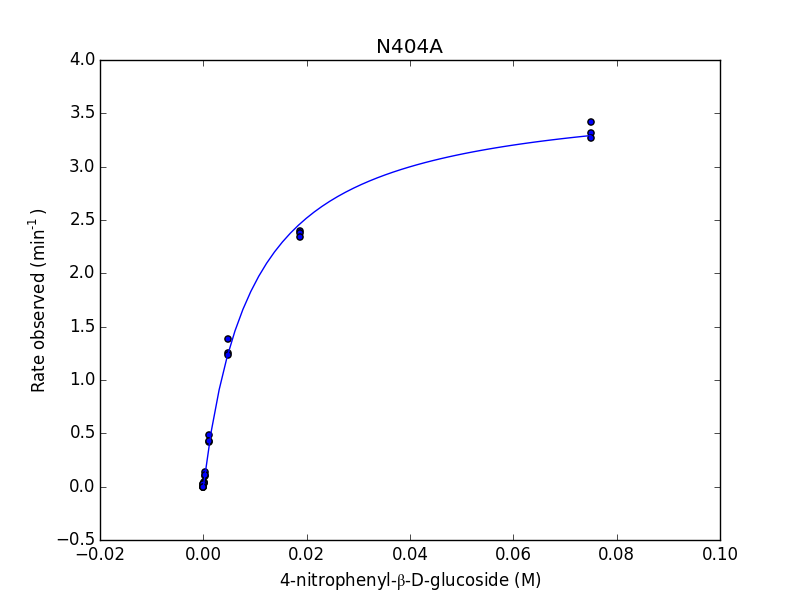 N404A
4.0
3.5
3.0
2.5
2.0
1.5
1.0
0.5
0.0
−0.5
Rate observed (min⁻¹)
−0.02 0.00 0.02 0.04 0.06 0.08 0.10
4-nitrophenyl-β-D-glucoside (M)